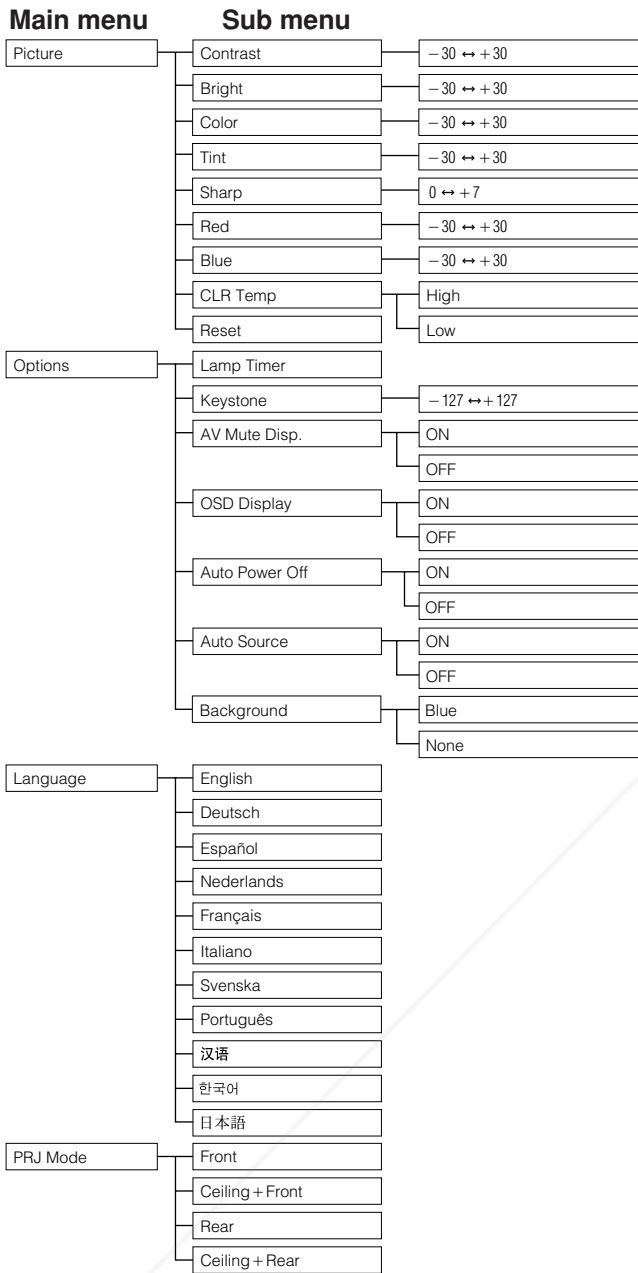 Main menu Sub menu
Picture Contrast −30 ↔ +30
Bright −30 ↔ +30
Color −30 ↔ +30
Tint −30 ↔ +30
Sharp 0 ↔ +7
Red −30 ↔ +30
Blue −30 ↔ +30
CLR Temp High
Reset Low
Options Lamp Timer
Keystone −127 ↔+127
AV Mute Disp. ON
OFF
OSD Display ON
OFF
Auto Power Off ON
OFF
Auto Source ON
OFF
Background Blue
None
Language English
Deutsch
Español
Nederlands
Français
Italiano
Svenska
Português
汉语
한국어
日本語
PRJ Mode Front
Ceiling+Front
Rear
Ceiling+Rear